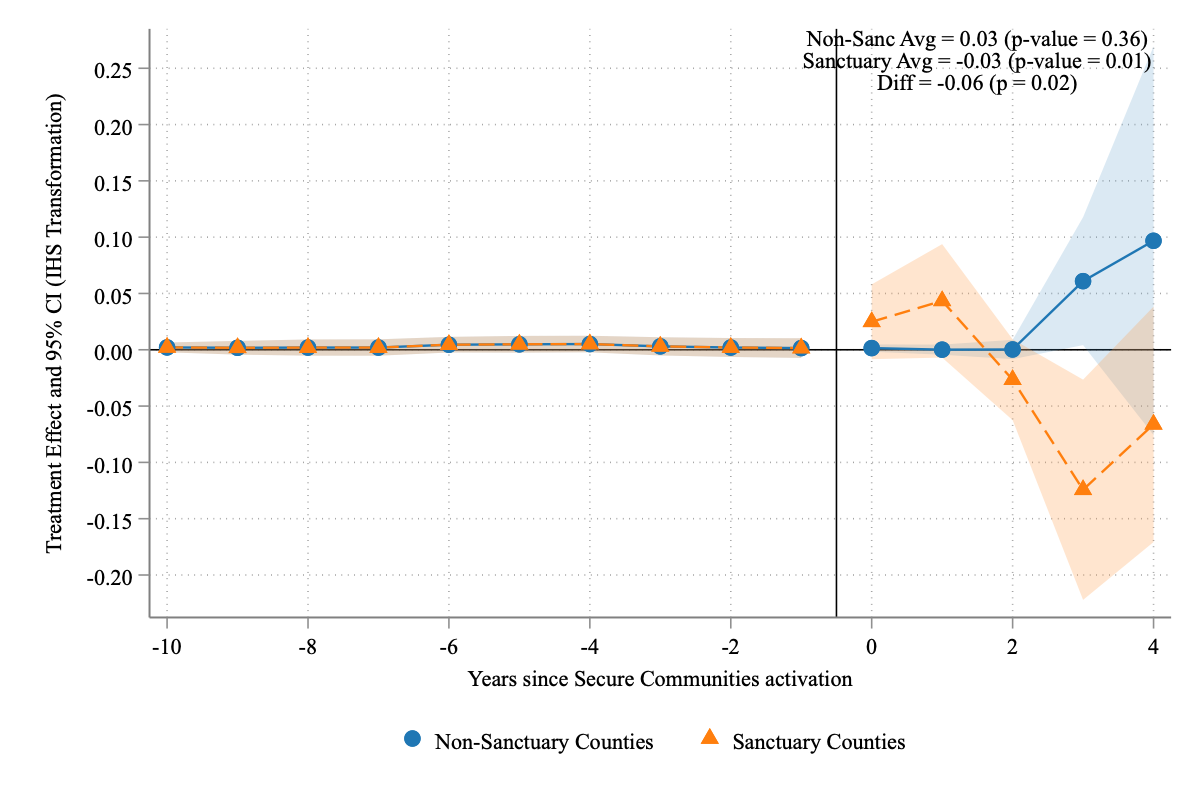 Non-Sanc Avg = 0.03 (p-value = 0.36)
Sanctuary Avg = -0.03 (p-value = 0.01)
Diff = -0.06 (p = 0.02)
Treatment Effect and 95% CI (IHS Transformation)
0.25
0.20
0.15
0.10
0.05
0.00
-0.05
-0.10
-0.15
-0.20
-10 -8 -6 -4 -2 0 2 4
Years since Secure Communities activation
Non-Sanctuary Counties Sanctuary Counties